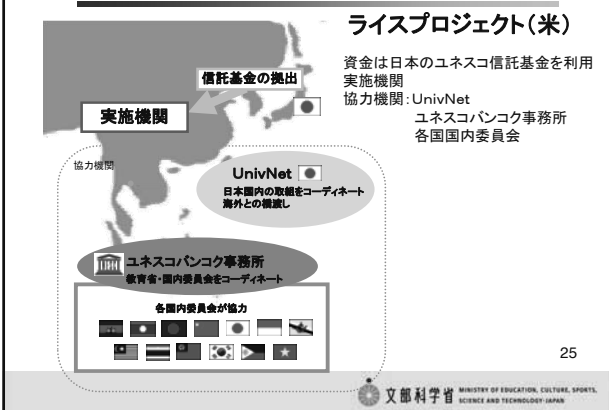 ライスプロジェクト(米)
資金は日本のユネスコ信託基金を利用
実施機関
協力機関:UnivNet
ユネスコバンコク事務所
各国国内委員会
信託基金の拠出
実施機関
協力機関
UnivNet
日本国内の取組をコーディネート
海外との橋渡し
ユネスコバンコク事務所
教育省・国内委員会をコーディネート
各国内委員会が協力
25
文部科学省
MINISTRY OF EDUCATION, CULTURE, SPORTS,
SCIENCE AND TECHNOLOGY-JAPAN